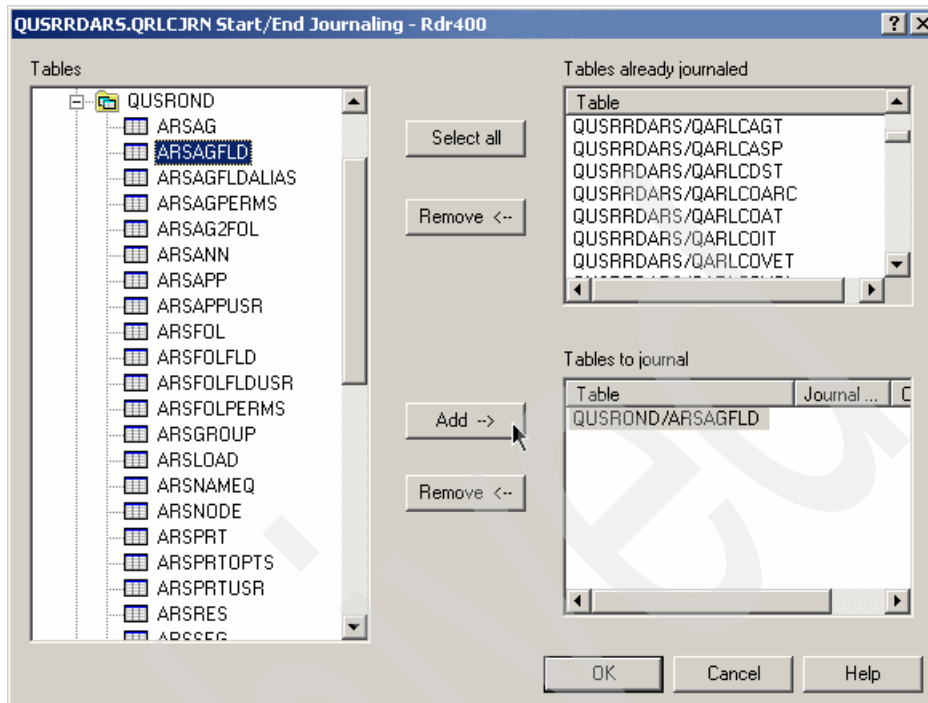 QUSRRDARS.QRLCJRN Start/End Journaling - Rdr400
Tables
QUSROND
ARSAG
ARSAGFLD
ARSAGFLDALIAS
ARSAGPERMS
ARSAG2FOL
ARSANN
ARSAPP
ARSAPPUSR
ARSFOL
ARSFOLFLD
ARSFOLFLDUSR
ARSFOLPERMS
ARSGROUP
ARSLOAD
ARSNAMEQ
ARSNODE
ARSPRT
ARSPRTOPTS
ARSPRTUSR
ARSRES
ARSSEG
Select all
Remove <--
Add -->
Remove <--
Tables already journaled
Table
QUSRRDARS/QARLCAGT
QUSRRDARS/QARLCASP
QUSRRDARS/QARLCDST
QUSRRDARS/QARLCOARC
QUSRRDARS/QARLCOAT
QUSRRDARS/QARLCOIT
QUSRRDARS/QARLCOVET
Tables to journal
Table Journal ... C
QUSROND/ARSAGFLD
OK Cancel Help